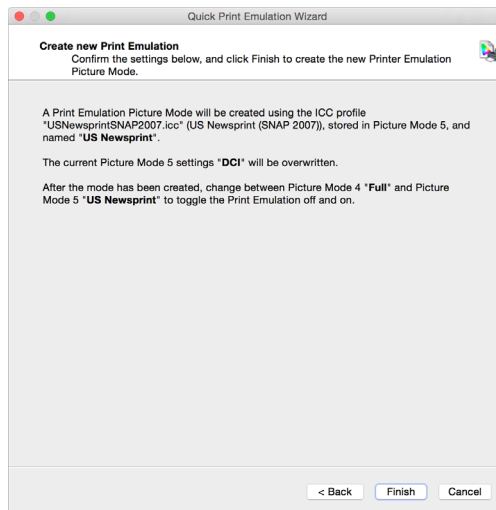 Quick Print Emulation Wizard
Create new Print Emulation
Confirm the settings below, and click Finish to create the new Printer Emulation
Picture Mode.
A Print Emulation Picture Mode will be created using the ICC profile
"USNewsprintSNAP2007.icc" (US Newsprint (SNAP 2007)), stored in Picture Mode 5, and
named "US Newsprint".
The current Picture Mode 5 settings "DCI" will be overwritten.
After the mode has been created, change between Picture Mode 4 "Full" and Picture
Mode 5 "US Newsprint" to toggle the Print Emulation off and on.
< Back Finish Cancel